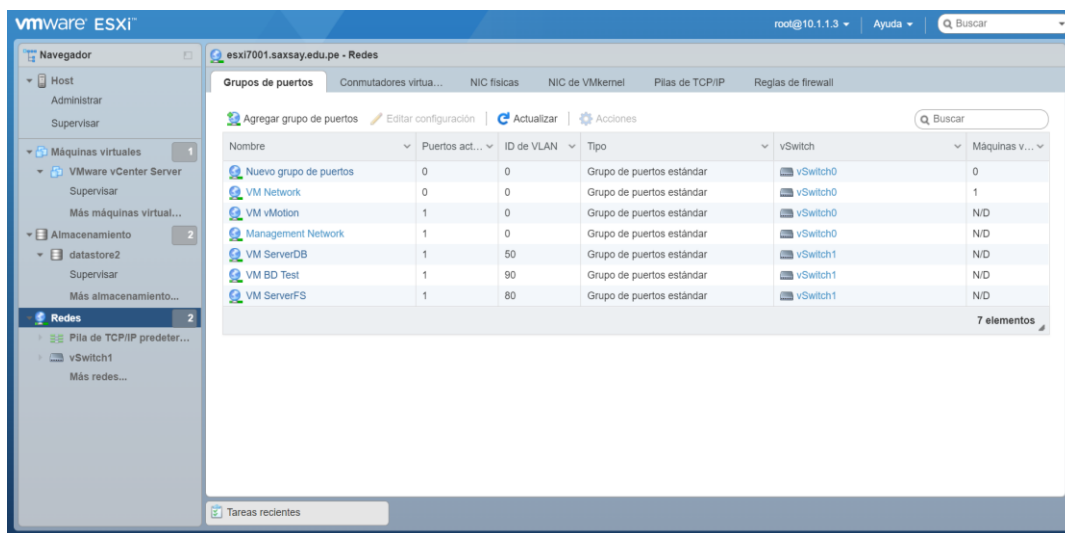 vmware ESXi™
root@10.1.1.3
Ayuda
Buscar
Navegador
Host
Administrar
Supervisar
Máquinas virtuales
1
VMware vCenter Server
Supervisar
Más máquinas virtual...
Almacenamiento
2
datastore2
Supervisar
Más almacenamiento...
Redes
2
Pila de TCP/IP predeter...
vSwitch1
Más redes...
esxi7001.saxsay.edu.pe - Redes
Grupos de puertos Conmutadores virtua... NIC físicas NIC de VMkernel Pilas de TCP/IP Reglas de firewall
Agregar grupo de puertos Editar configuración Actualizar Acciones Buscar
Nombre Puertos act... ID de VLAN Tipo vSwitch Máquinas v...
Nuevo grupo de puertos 0 0 Grupo de puertos estándar vSwitch0 0
VM Network 0 0 Grupo de puertos estándar vSwitch0 1
VM vMotion 1 0 Grupo de puertos estándar vSwitch0 N/D
Management Network 1 0 Grupo de puertos estándar vSwitch0 N/D
VM ServerDB 1 50 Grupo de puertos estándar vSwitch1 N/D
VM BD Test 1 90 Grupo de puertos estándar vSwitch1 N/D
VM ServerFS 1 80 Grupo de puertos estándar vSwitch1 N/D
7 elementos
Tareas recientes